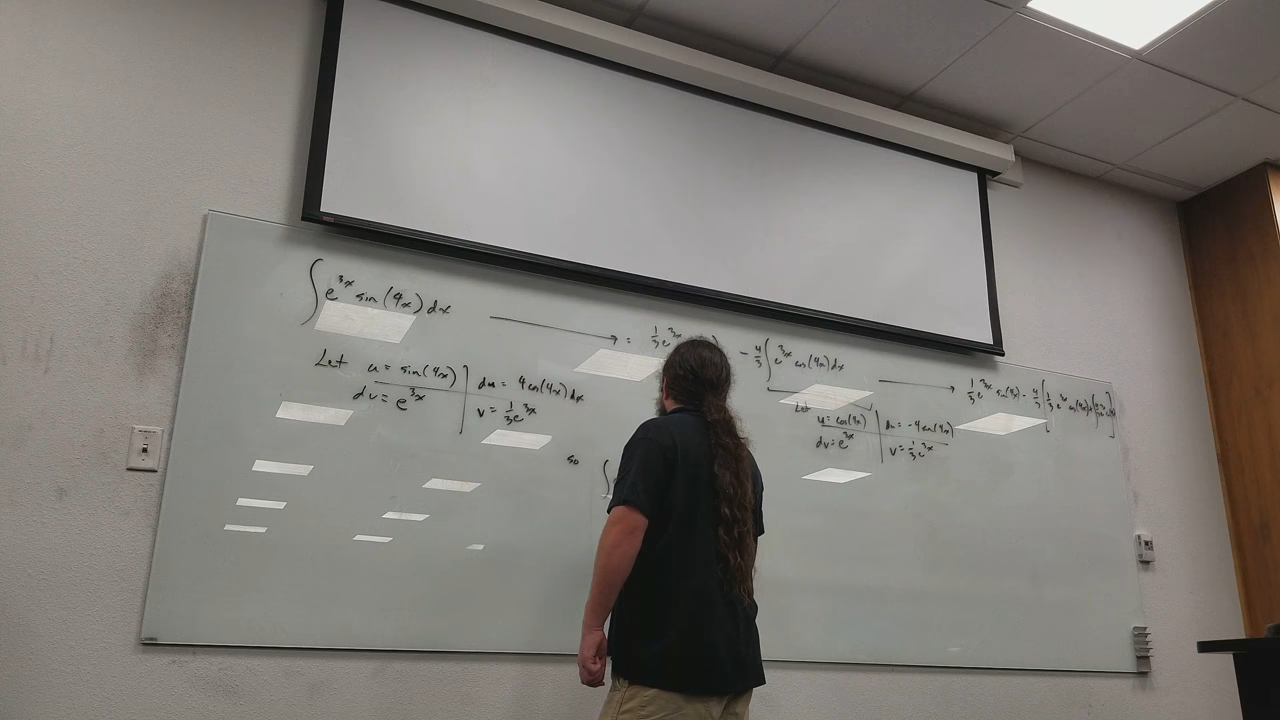 ∫ e^3x sin(4x) dx
= 1/3 e^3x
- 4/3 ∫ e^3x cos(4x) dx
1/3 e^3x sin(4x) - 4/3 [ 1/3 e^3x cos(4x)
Let u = sin(4x) | du = 4cos(4x)dx
dv = e^3x | v = 1/3 e^3x
Let
u = cos(4x) | du = -4sin(4x)
dv = e^3x | v = 1/3 e^3x
so ∫